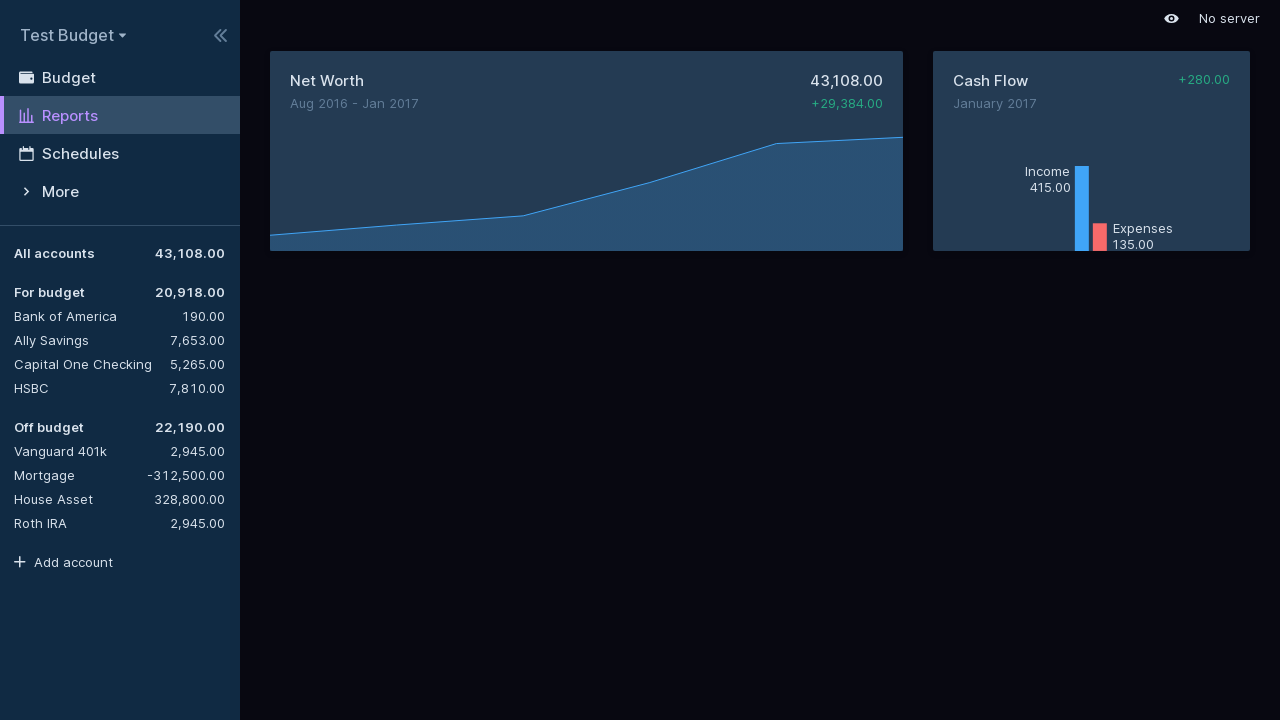 Test Budget
Budget
Reports
Schedules
More
All accounts 43,108.00
For budget 20,918.00
Bank of America 190.00
Ally Savings 7,653.00
Capital One Checking 5,265.00
HSBC 7,810.00
Off budget 22,190.00
Vanguard 401k 2,945.00
Mortgage -312,500.00
House Asset 328,800.00
Roth IRA 2,945.00
Add account
No server
Net Worth 43,108.00
Aug 2016 - Jan 2017 +29,384.00
Cash Flow +280.00
January 2017
Income
415.00
Expenses
135.00